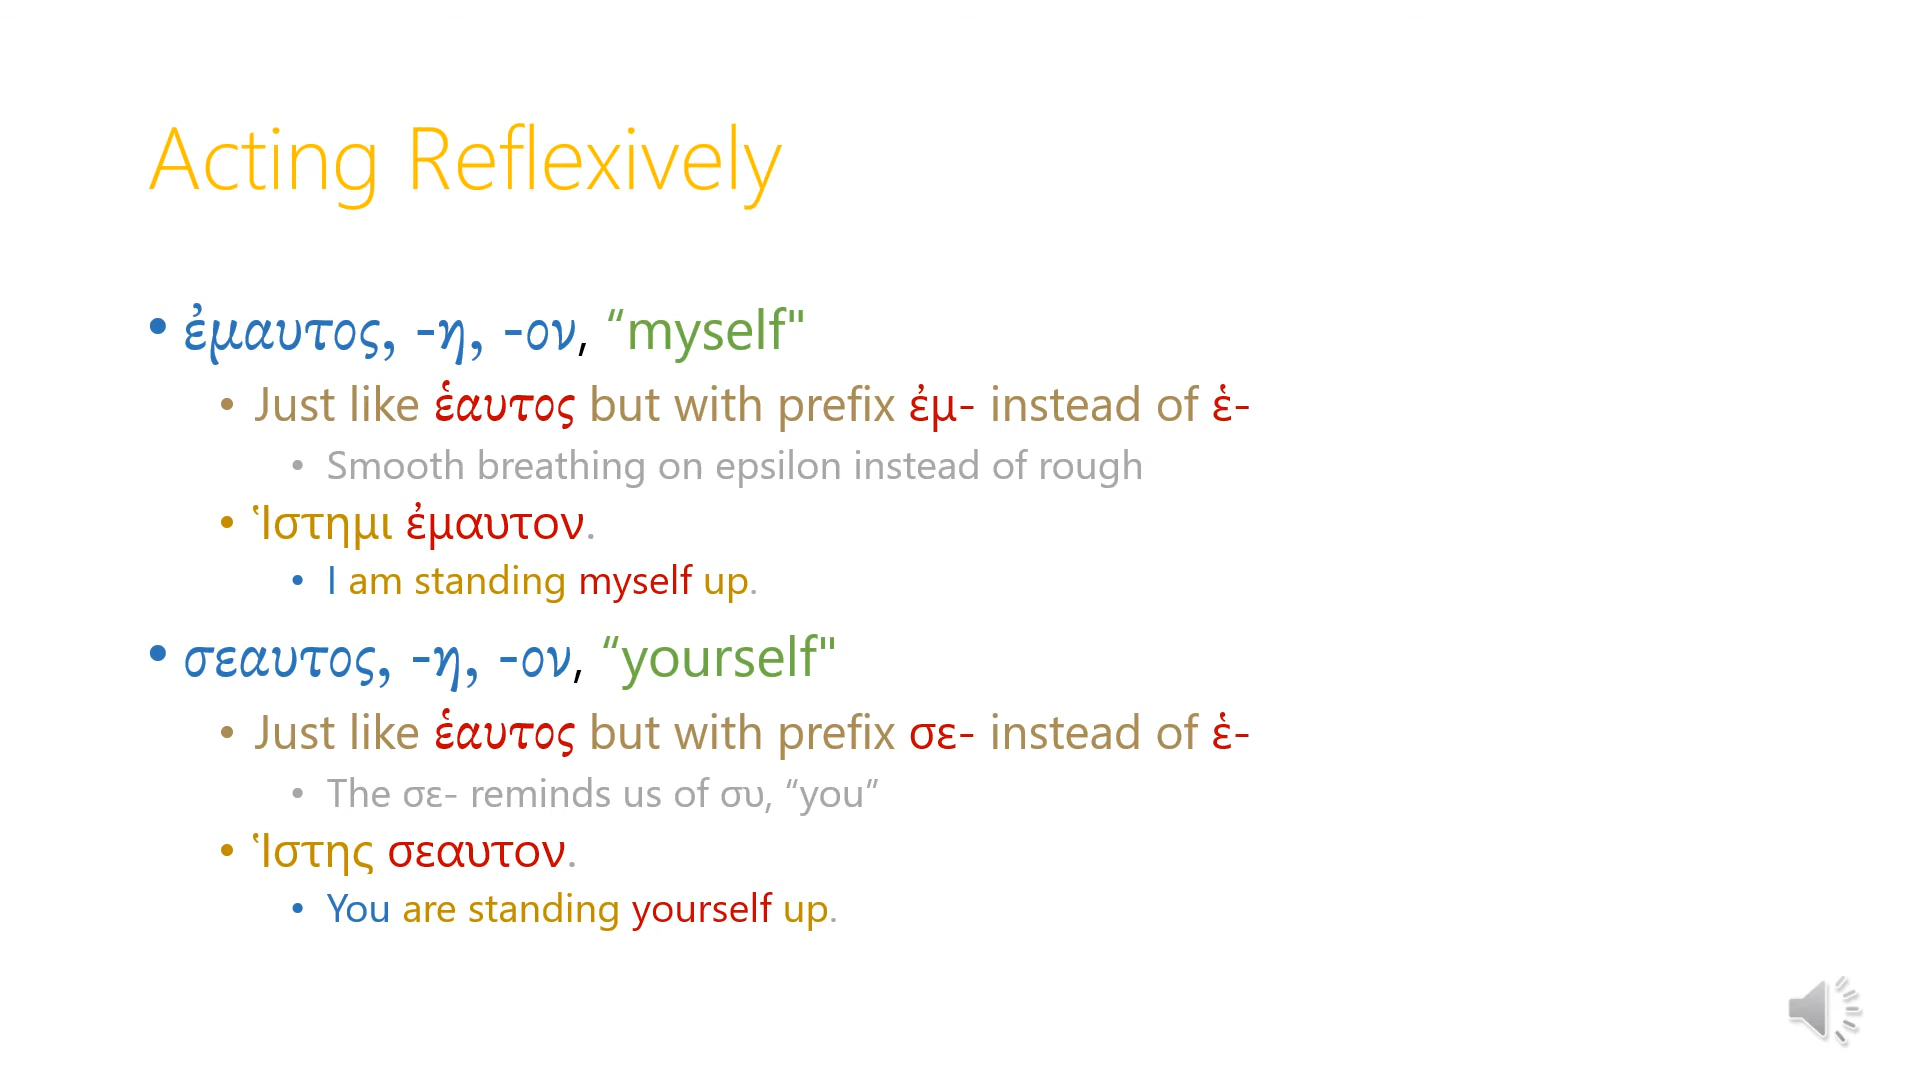 Acting Reflexively
• ἐμαυτος, -η, -ον, “myself"
• Just like ἑαυτος but with prefix ἐμ- instead of ἑ-
• Smooth breathing on epsilon instead of rough
• Ἱστημι ἐμαυτον.
• I am standing myself up.
• σεαυτος, -η, -ον, “yourself"
• Just like ἑαυτος but with prefix σε- instead of ἑ-
• The σε- reminds us of συ, “you”
• Ἱστης σεαυτον.
• You are standing yourself up.